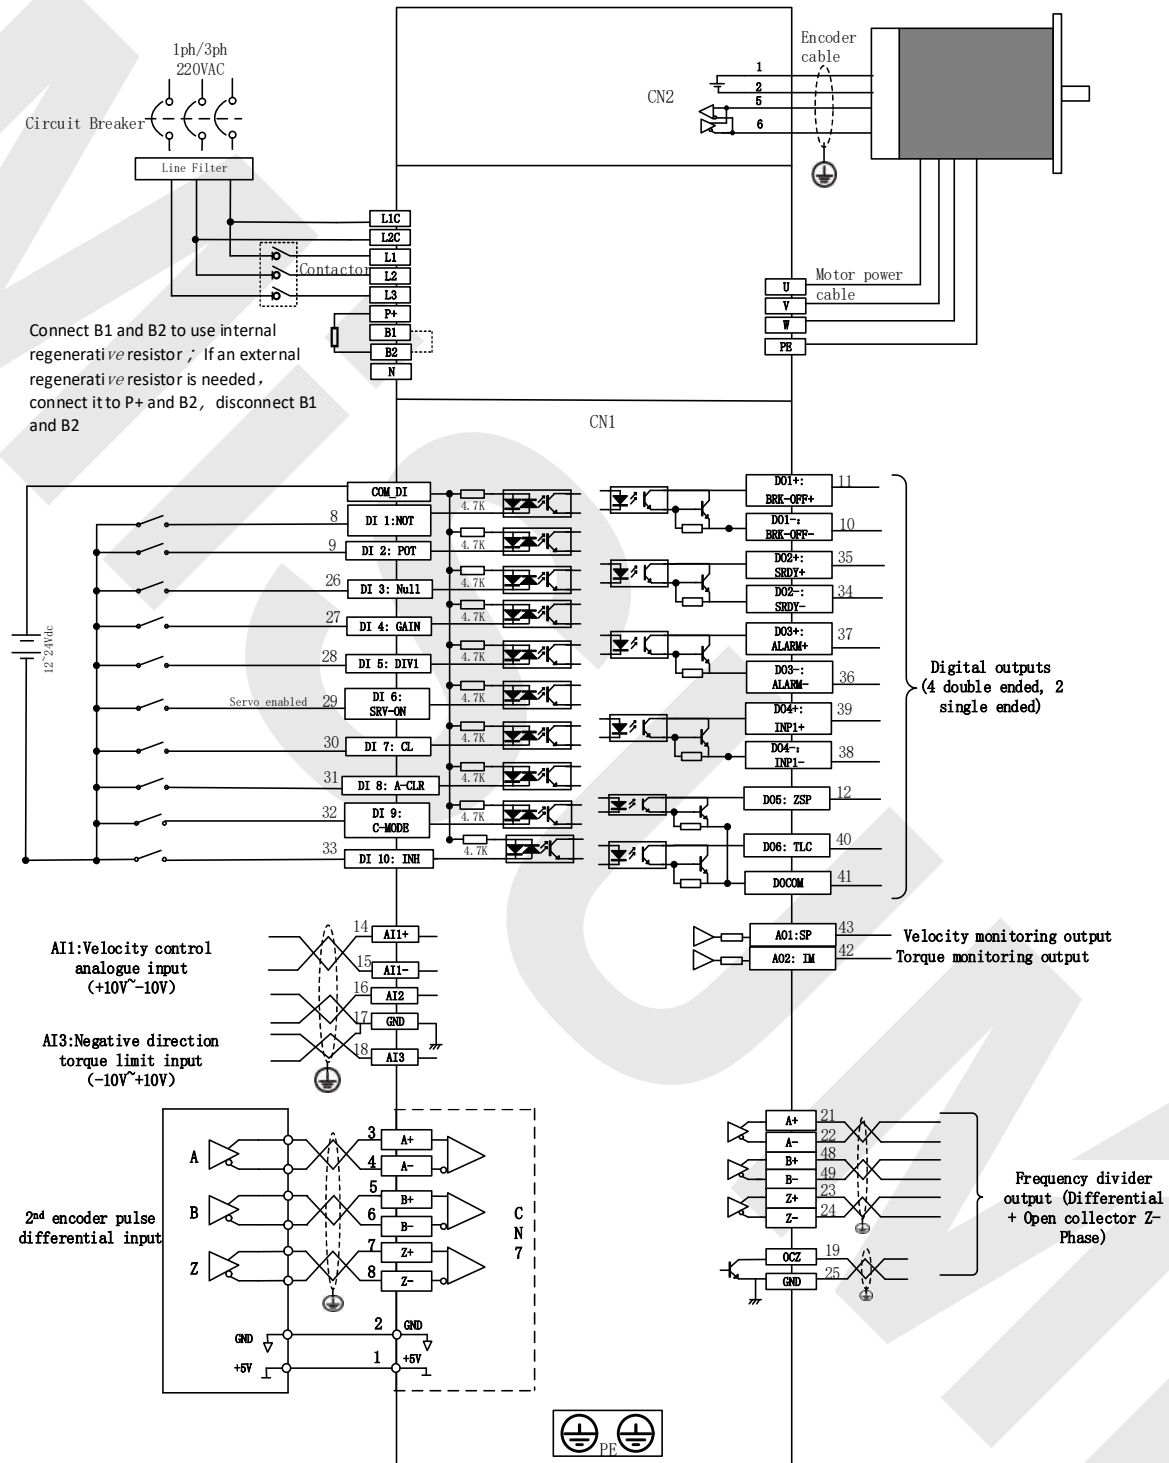 1ph/3ph
220VAC
Circuit Breaker
Line Filter
Contactor
L1C
L2C
L1
L2
L3
P+
B1
B2
N
Connect B1 and B2 to use internal
regenerative resistor ; If an external
regenerative resistor is needed,
connect it to P+ and B2, disconnect B1
and B2
CN2
1
2
5
6
Encoder
cable
U
V
W
PE
Motor power
cable
CN1
12~24Vdc
COM_DI
8
DI 1:NOT
9
DI 2: POT
26
DI 3: Null
27
DI 4: GAIN
28
DI 5: DIV1
Servo enabled
29
DI 6:
SRV-ON
30
DI 7: CL
31
DI 8: A-CLR
32
DI 9:
C-MODE
33
DI 10: INH
4.7K
4.7K
4.7K
4.7K
4.7K
4.7K
4.7K
4.7K
4.7K
4.7K
DO1+:
BRK-OFF+
11
DO1-:
BRK-OFF-
10
DO2+:
SRDY+
35
DO2-:
SRDY-
34
DO3+:
ALARM+
37
DO3-:
ALARM-
36
DO4+:
INP1+
39
DO4-:
INP1-
38
DO5: ZSP
12
DO6: TLC
40
DOCOM
41
Digital outputs
(4 double ended, 2
single ended)
AI1:Velocity control
analogue input
(+10V~-10V)
AI3:Negative direction
torque limit input
(-10V~+10V)
14
AI1+
15
AI1-
16
AI2
17
GND
18
AI3
AO1:SP
43
Velocity monitoring output
AO2: IM
42
Torque monitoring output
2nd encoder pulse
differential input
A
B
Z
GND
+5V
3
A+
4
A-
5
B+
6
B-
7
Z+
8
Z-
2
GND
1
+5V
C
N
7
A+
21
A-
22
B+
48
B-
49
Z+
23
Z-
24
OCZ
19
GND
25
Frequency divider
output (Differential
+ Open collector Z-
Phase)
PE